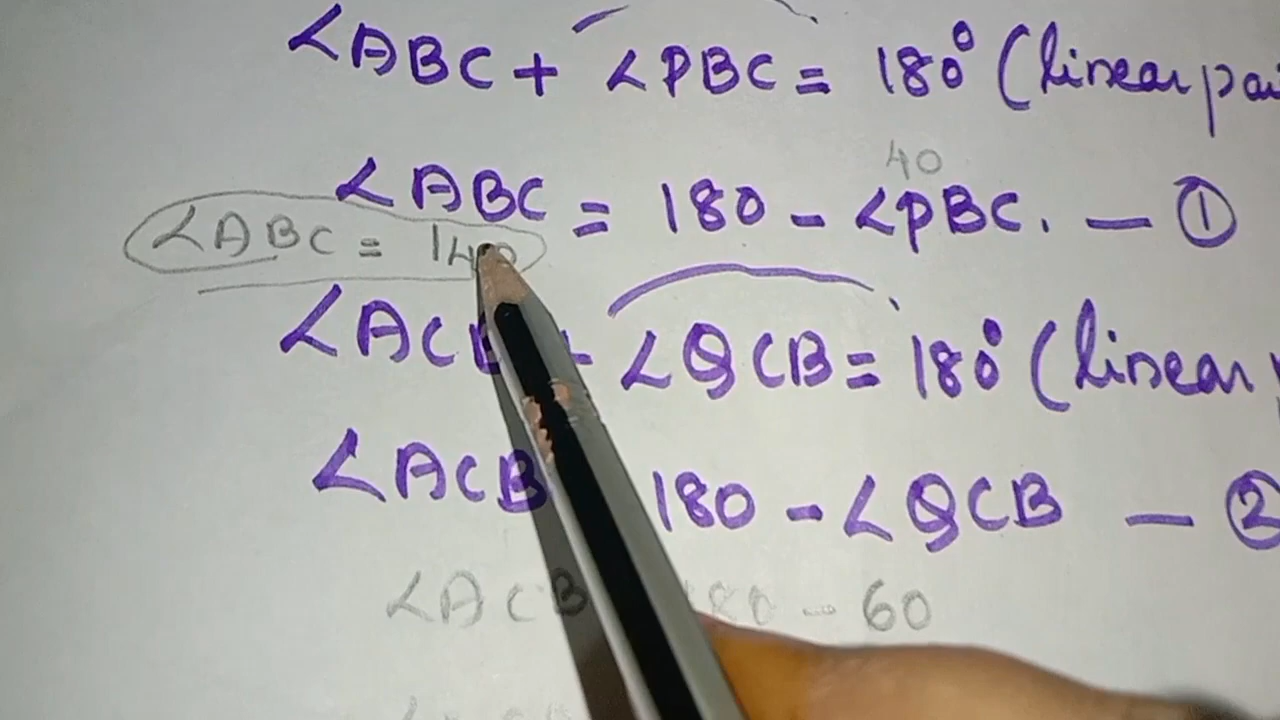 ∠ABC + ∠PBC = 180° (linear pai
40
∠ABC = 180 - ∠PBC. — ①
∠ABC = 140
∠ACB + ∠QCB = 180° (linear
∠ACB 180 - ∠QCB — ②
∠ACB 180 - 60